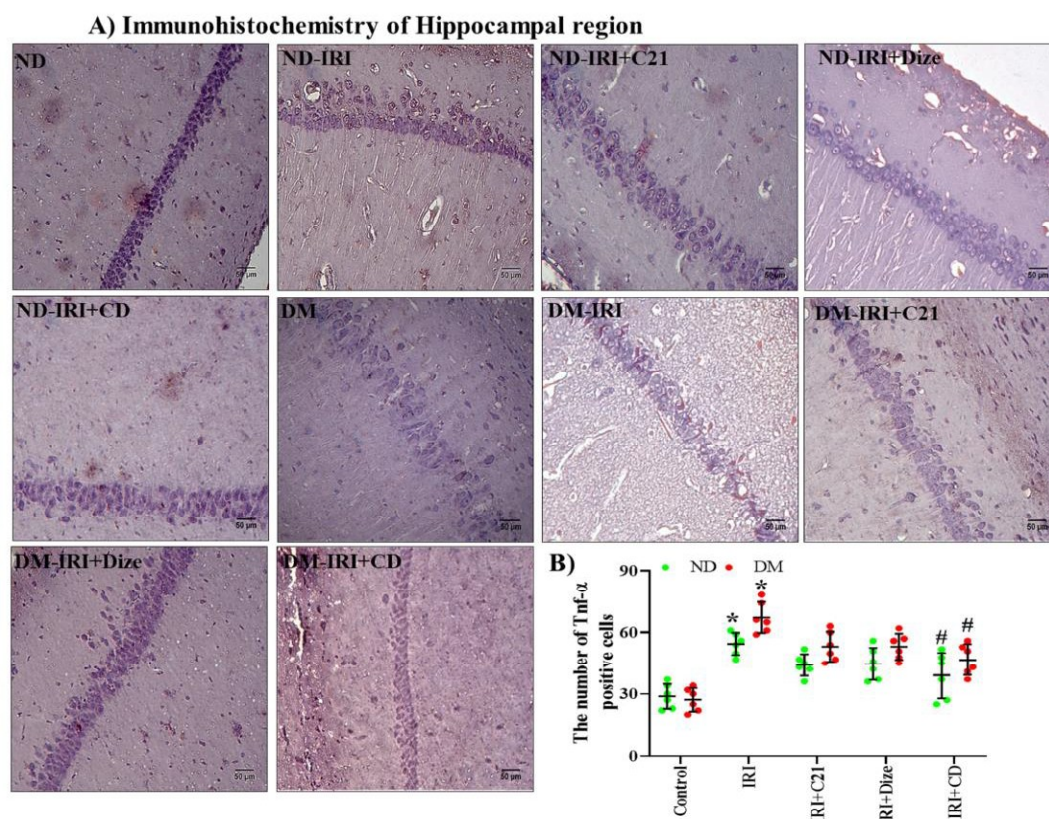 A) Immunohistochemistry of Hippocampal region
ND
ND-IRI
ND-IRI+C21
ND-IRI+Dize
50 µm
50 µm
50 µm
50 µm
ND-IRI+CD
DM
DM-IRI
DM-IRI+C21
50 µm
50 µm
50 µm
50 µm
DM-IRI+Dize
DM-IRI+CD
50 µm
50 µm
B)
ND
DM
The number of Tnf-α
positive cells
90
60
30
0
*
*
#
#
Control
IRI
RI+C21
RI+Dize
IRI+CD